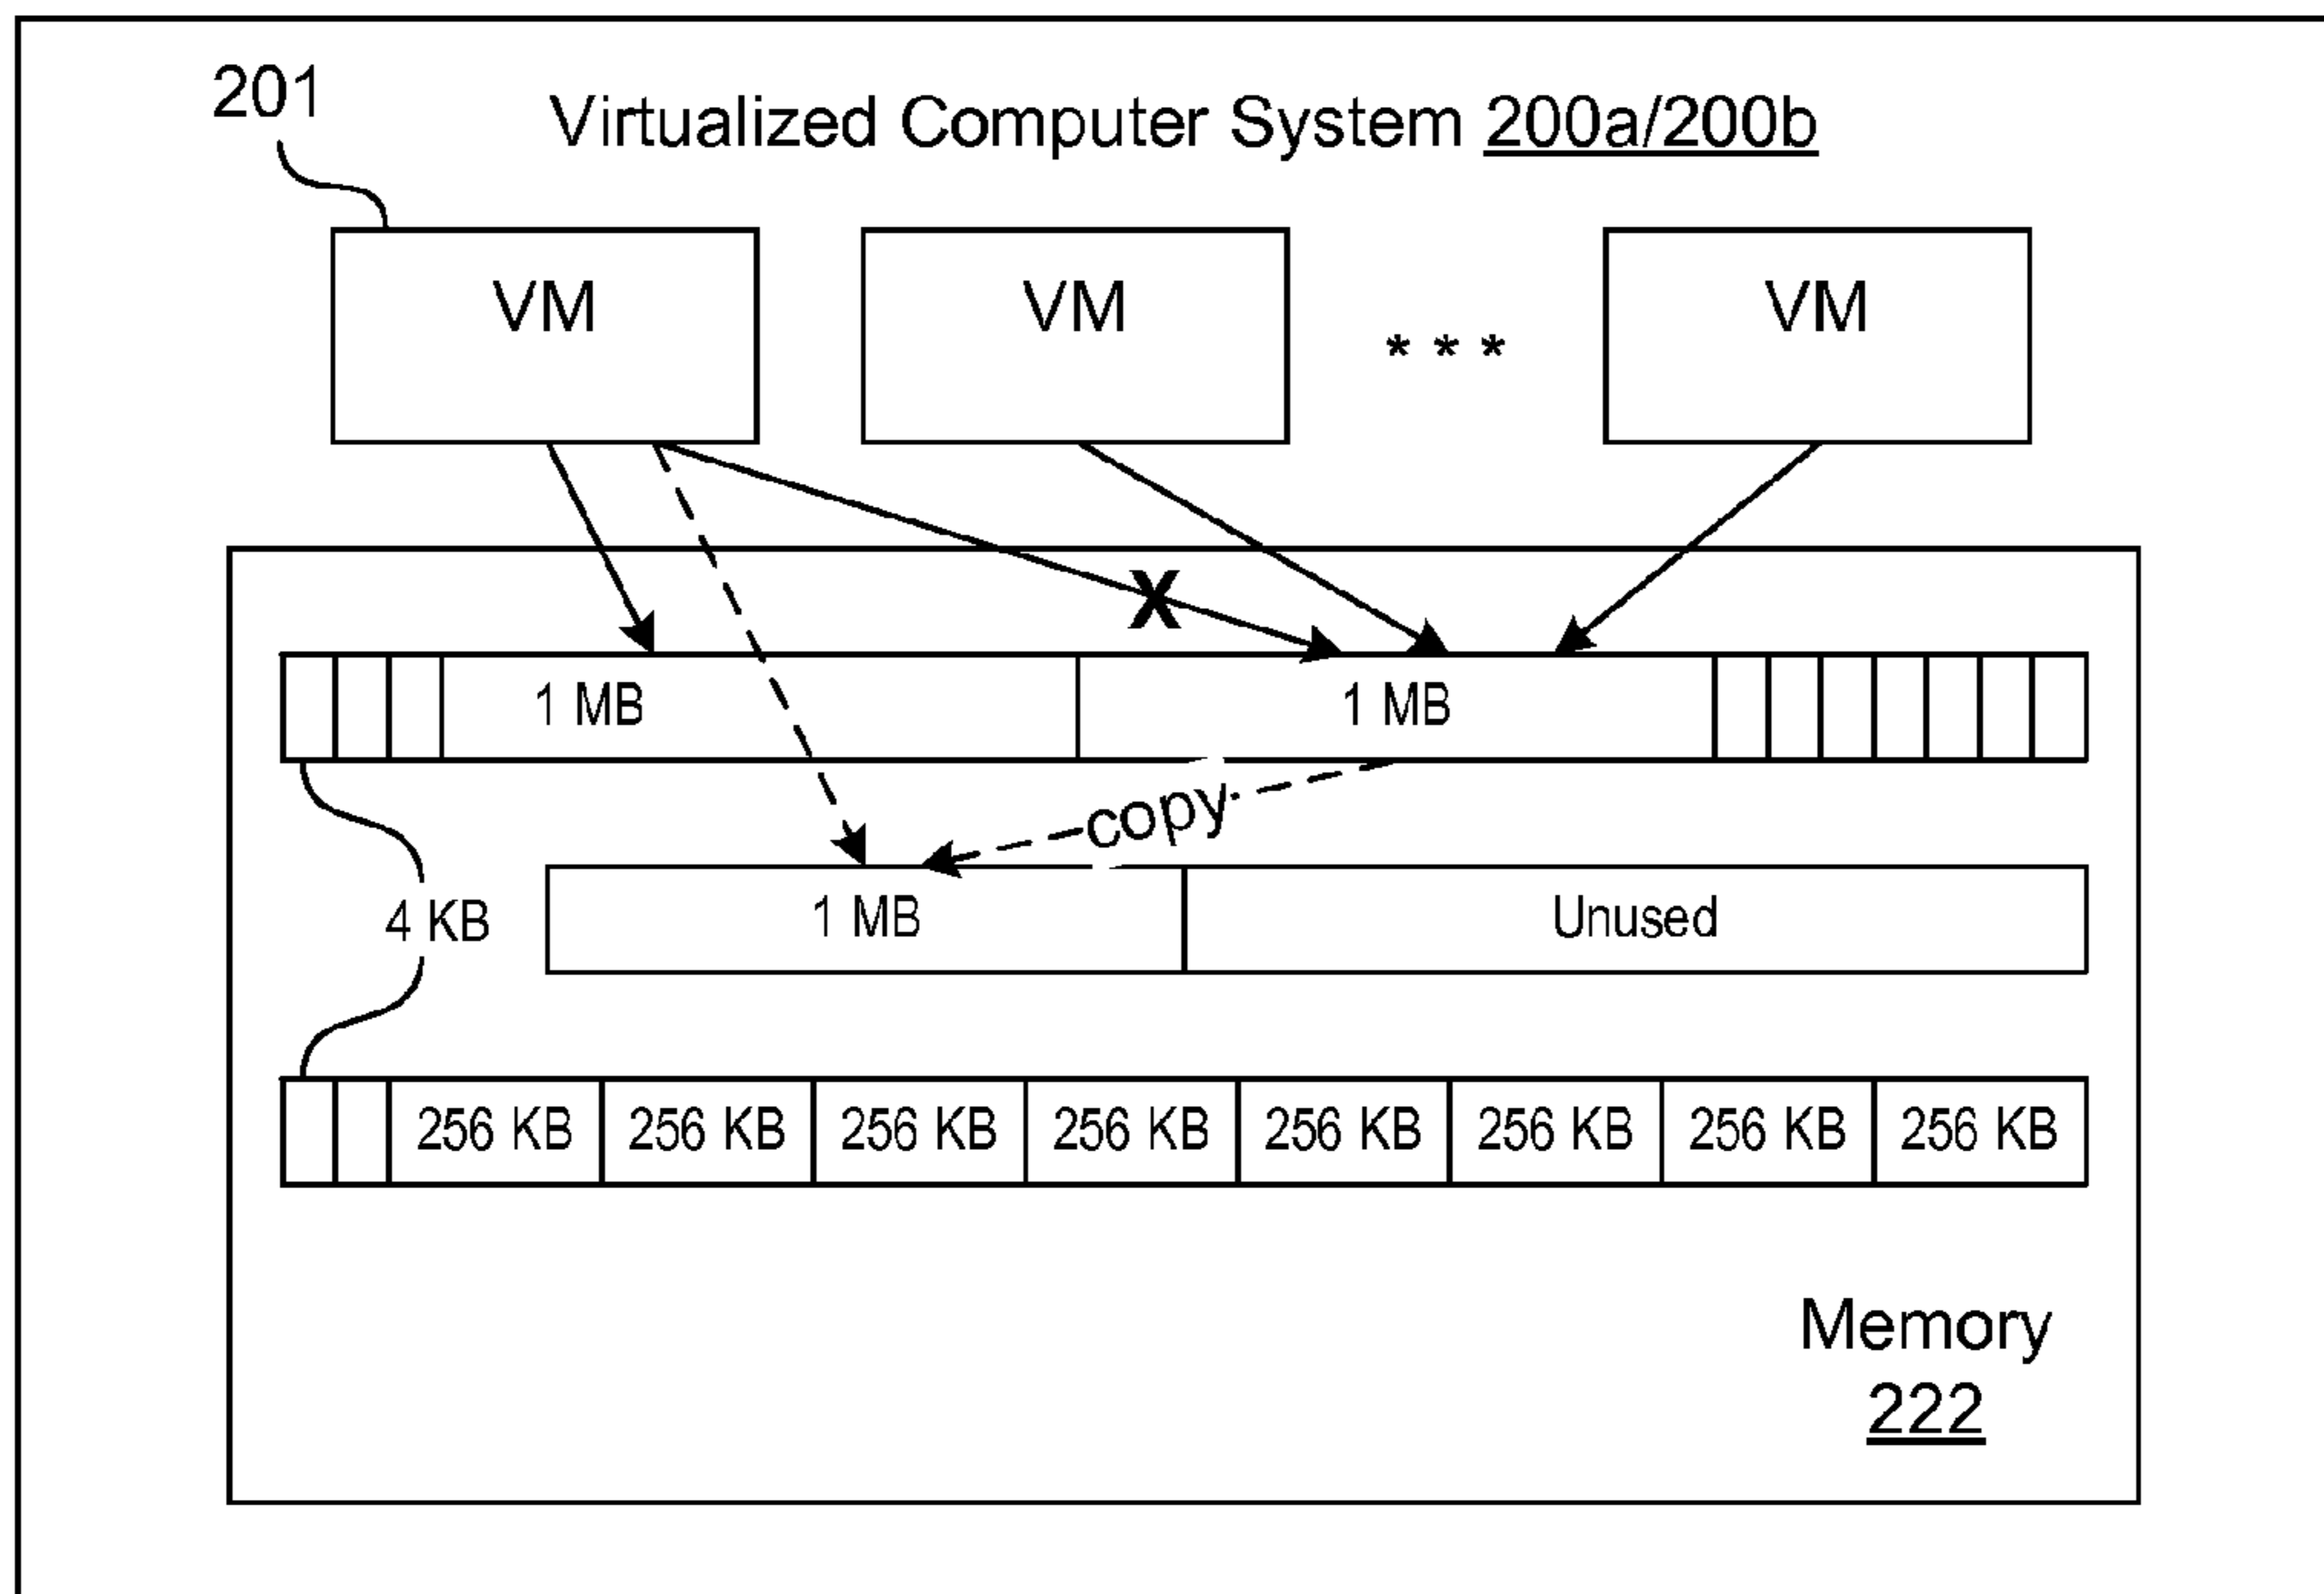 201
Virtualized Computer System 200a/200b
VM VM * * * VM
X
1 MB 1 MB
copy
4 KB 1 MB Unused
256 KB 256 KB 256 KB 256 KB 256 KB 256 KB 256 KB 256 KB
Memory
222